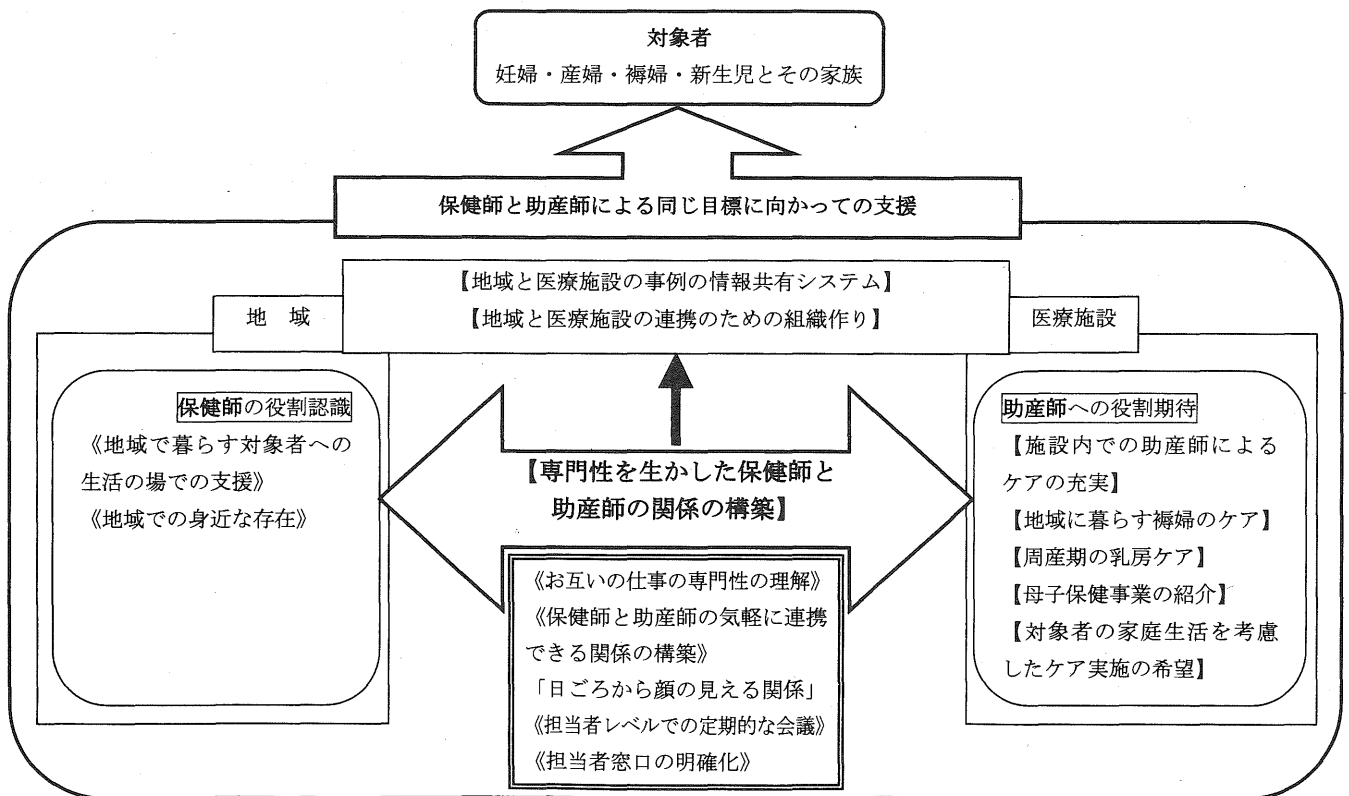 対象者
妊婦・産婦・褥婦・新生児とその家族
保健師と助産師による同じ目標に向かっての支援
【地域と医療施設の事例の情報共有システム】
【地域と医療施設の連携のための組織作り】
地　域
医療施設
保健師の役割認識
《地域で暮らす対象者への
生活の場での支援》
《地域での身近な存在》
【専門性を生かした保健師と
助産師の関係の構築】
《お互いの仕事の専門性の理解》
《保健師と助産師の気軽に連携
できる関係の構築》
「日ごろから顔の見える関係」
《担当者レベルでの定期的な会議》
《担当者窓口の明確化》
助産師への役割期待
【施設内での助産師による
ケアの充実】
【地域に暮らす褥婦のケア】
【周産期の乳房ケア】
【母子保健事業の紹介】
【対象者の家庭生活を考慮
したケア実施の希望】